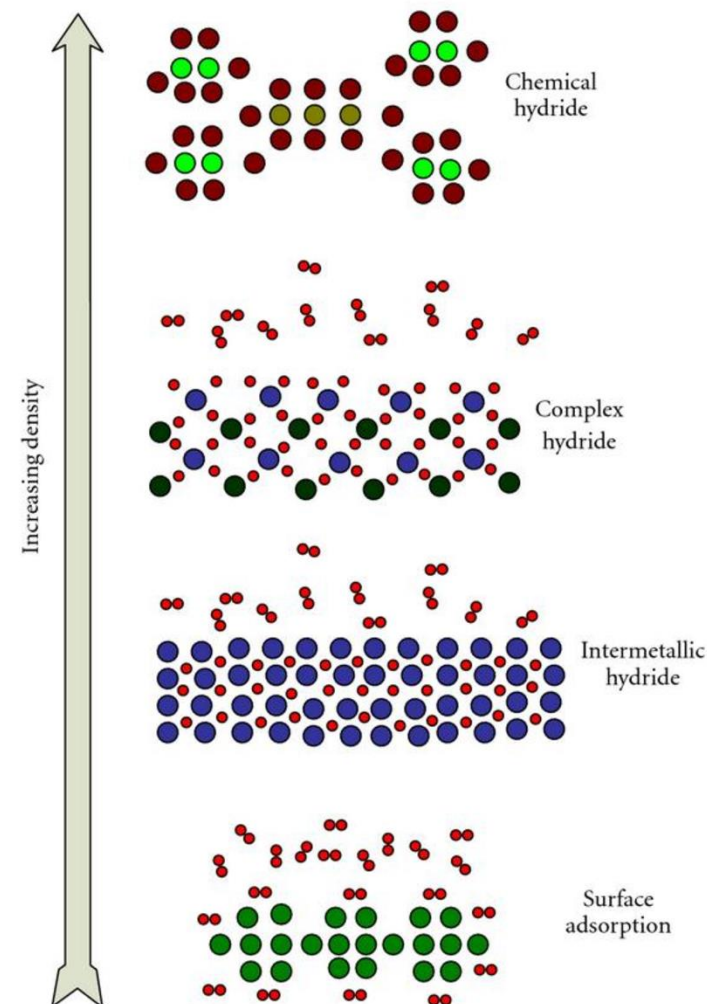 Chemical
hydride
Increasing density
Complex
hydride
Intermetallic
hydride
Surface
adsorption